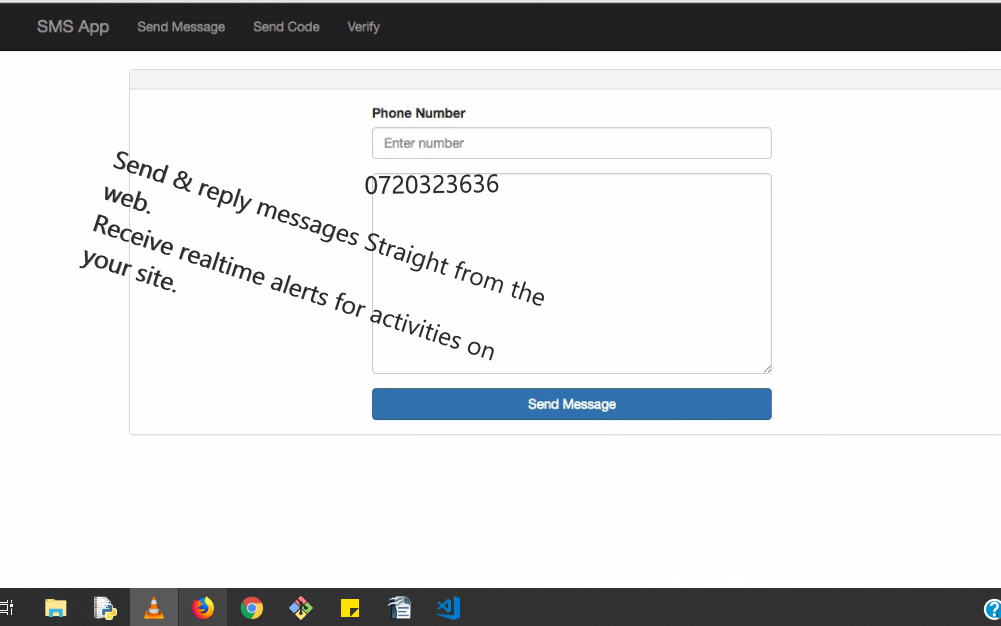 SMS App Send Message Send Code Verify
Phone Number
Enter number
0720323636
Send & reply messages Straight from the
web.
Receive realtime alerts for activities on
your site.
Send Message